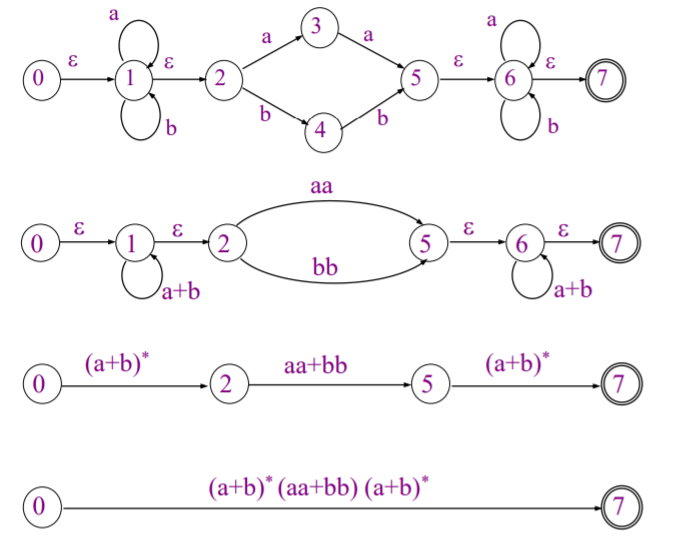 a a
3
ε ε a a ε ε
0 1 2 5 6 7
b b
b 4 b
aa
ε ε ε ε
0 1 2 5 6 7
bb
a+b a+b
(a+b)* aa+bb (a+b)*
0 2 5 7
(a+b)* (aa+bb) (a+b)*
0 7